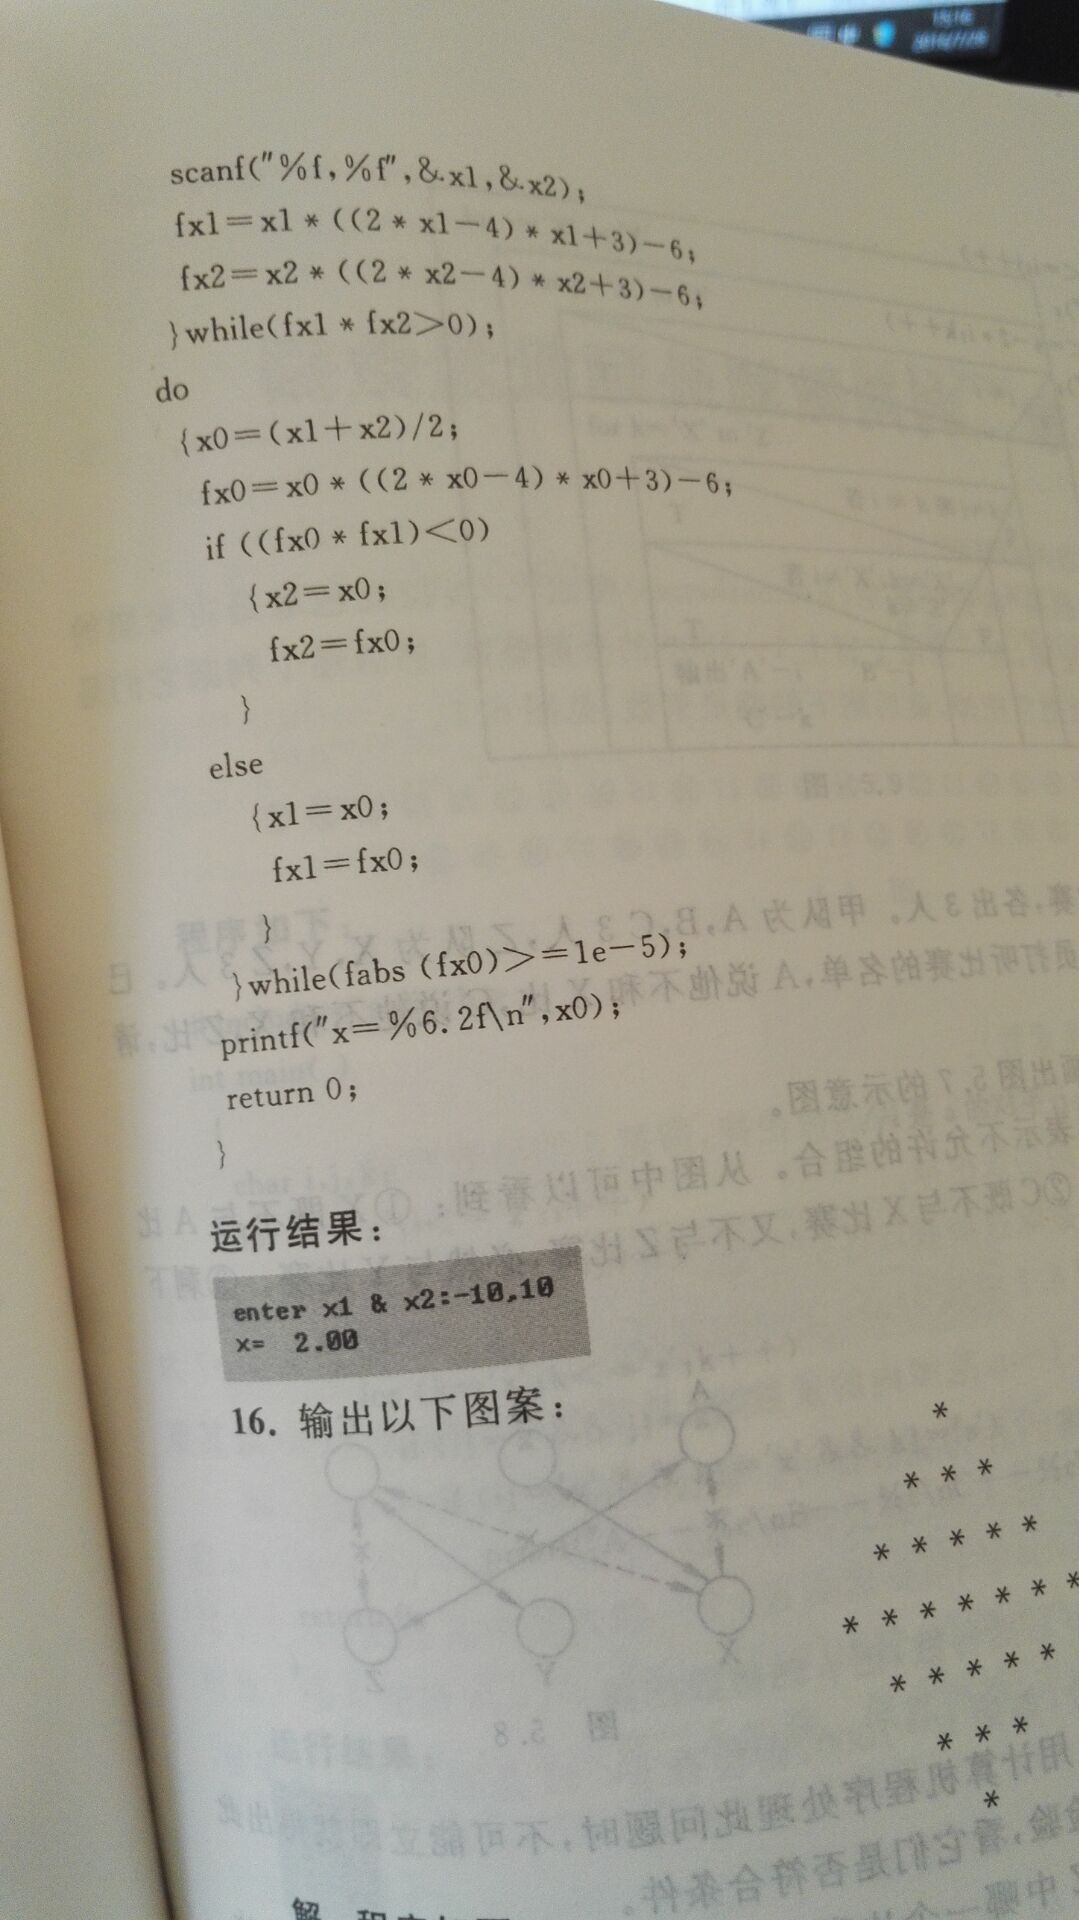 scanf("%f,%f",&x1,&x2);
fx1=x1*((2*x1-4)*x1+3)-6;
fx2=x2*((2*x2-4)*x2+3)-6;
}while(fx1*fx2>0);
do
{x0=(x1+x2)/2;
fx0=x0*((2*x0-4)*x0+3)-6;
if ((fx0*fx1)<0)
{x2=x0;
fx2=fx0;
}
else
{x1=x0;
fx1=fx0;
}
}while(fabs (fx0)>=1e-5);
printf("x=%6.2f\n",x0);
return 0;
}
运行结果:
enter x1 & x2:-10,10
x=  2.00
16. 输出以下图案:
*
* * *
* * * * *
* * * * * * *
* * * * *
* * *
*